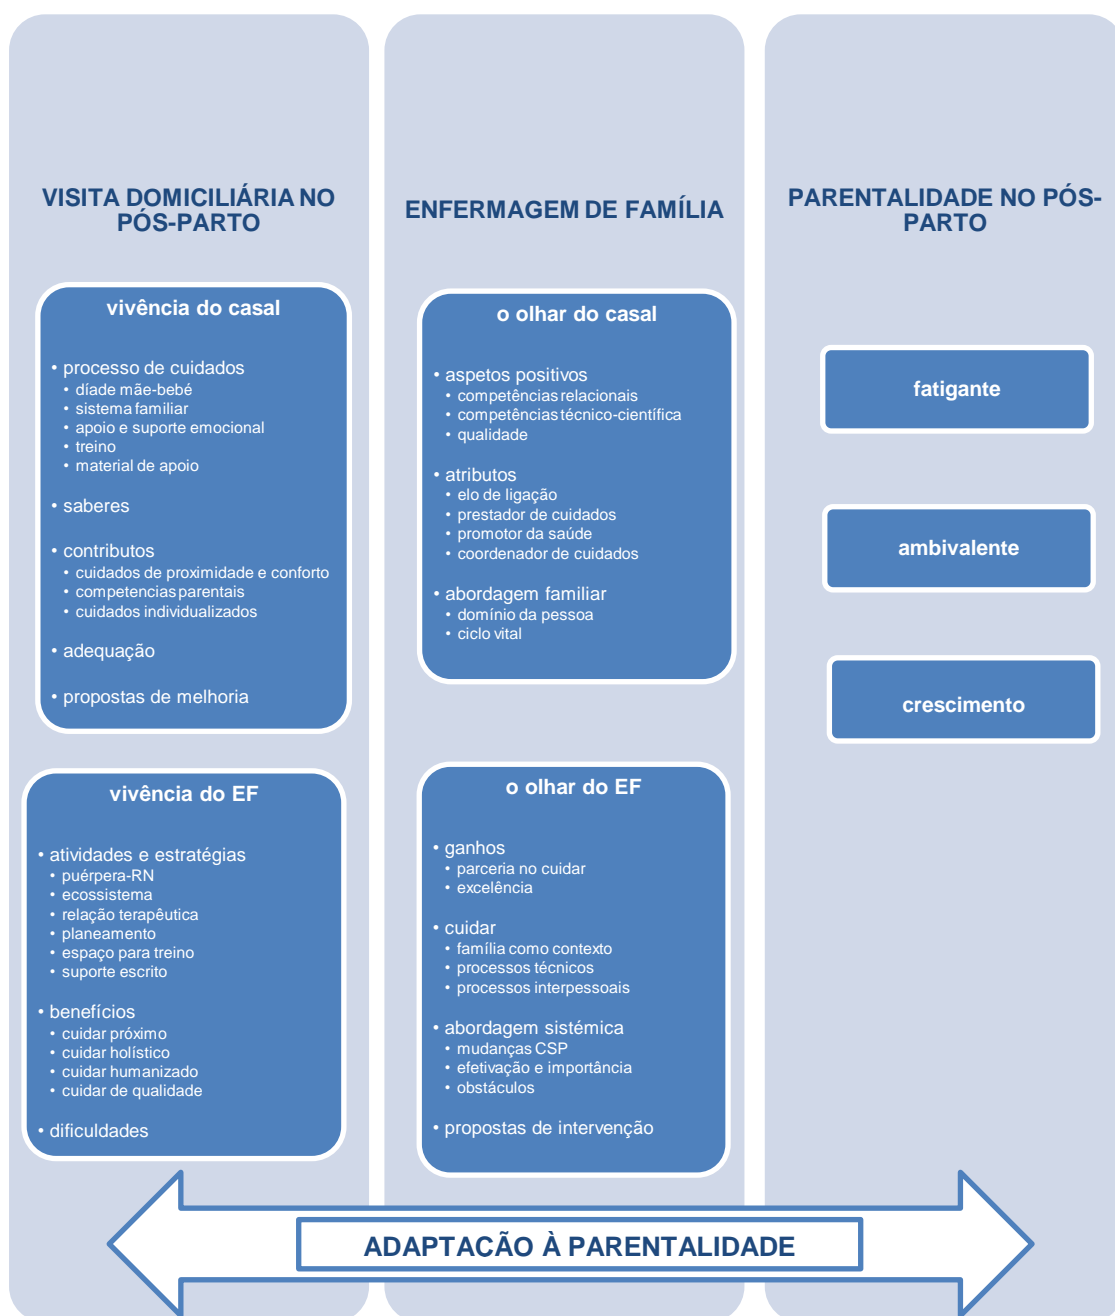 VISITA DOMICILIÁRIA NO
PÓS-PARTO
vivência do casal
• processo de cuidados
• díade mãe-bebé
• sistema familiar
• apoio e suporte emocional
• treino
• material de apoio
• saberes
• contributos
• cuidados de proximidade e conforto
• competencias parentais
• cuidados individualizados
• adequação
• propostas de melhoria
vivência do EF
• atividades e estratégias
• puérpera-RN
• ecossistema
• relação terapêutica
• planeamento
• espaço para treino
• suporte escrito
• benefícios
• cuidar próximo
• cuidar holístico
• cuidar humanizado
• cuidar de qualidade
• dificuldades
ENFERMAGEM DE FAMÍLIA
o olhar do casal
• aspetos positivos
• competências relacionais
• competências técnico-científica
• qualidade
• atributos
• elo de ligação
• prestador de cuidados
• promotor da saúde
• coordenador de cuidados
• abordagem familiar
• domínio da pessoa
• ciclo vital
o olhar do EF
• ganhos
• parceria no cuidar
• excelência
• cuidar
• família como contexto
• processos técnicos
• processos interpessoais
• abordagem sistémica
• mudanças CSP
• efetivação e importância
• obstáculos
• propostas de intervenção
PARENTALIDADE NO PÓS-
PARTO
fatigante
ambivalente
crescimento
ADAPTAÇÃO À PARENTALIDADE